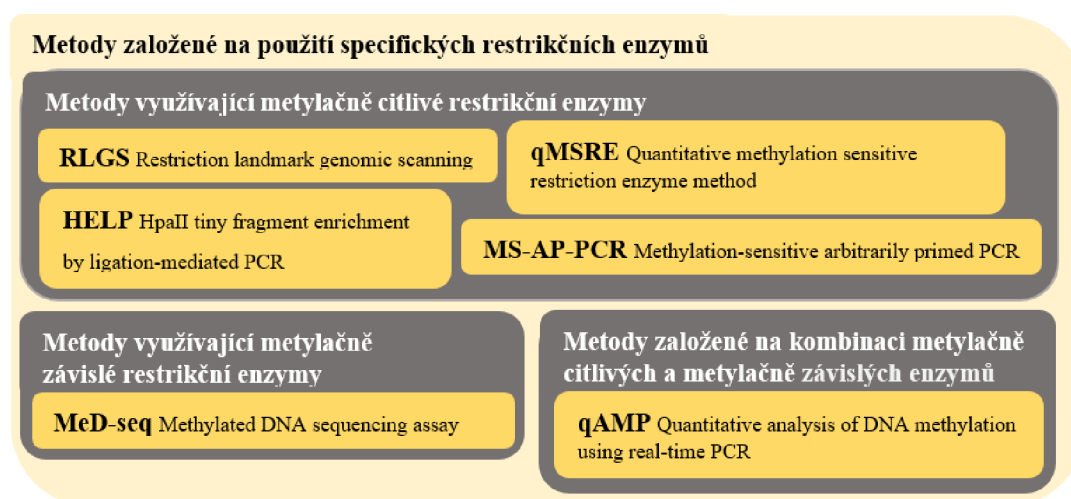 Metody založené na použití specifických restrikčních enzymů
Metody využívající metylačně citlivé restrikční enzymy
RLGS Restriction landmark genomic scanning
qMSRE Quantitative methylation sensitive
restriction enzyme method
HELP HpaII tiny fragment enrichment
by ligation-mediated PCR
MS-AP-PCR Methylation-sensitive arbitrarily primed PCR
Metody využívající metylačně
závislé restrikční enzymy
MeD-seq Methylated DNA sequencing assay
Metody založené na kombinaci metylačně
citlivých a metylačně závislých enzymů
qAMP Quantitative analysis of DNA methylation
using real-time PCR